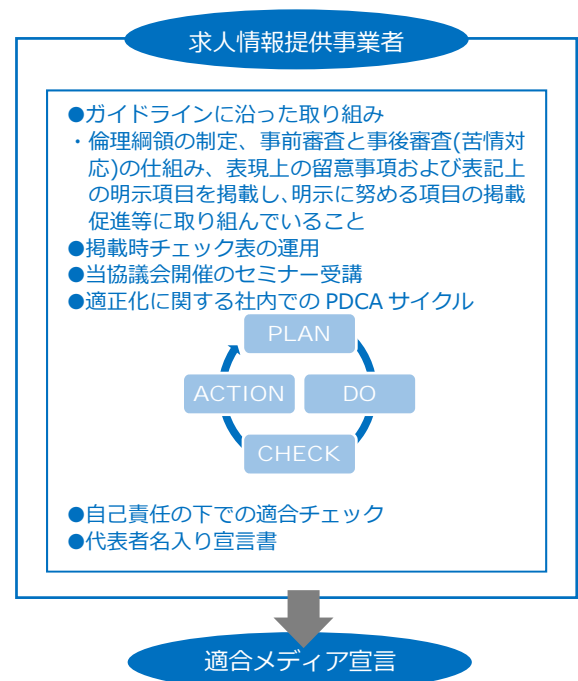 求人情報提供事業者
●ガイドラインに沿った取り組み
・倫理綱領の制定、事前審査と事後審査(苦情対
応)の仕組み、表現上の留意事項および表記上
の明示項目を掲載し、明示に努める項目の掲載
促進等に取り組んでいること
●掲載時チェック表の運用
●当協議会開催のセミナー受講
●適正化に関する社内での PDCA サイクル
PLAN
ACTION
DO
CHECK
●自己責任の下での適合チェック
●代表者名入り宣言書
適合メディア宣言